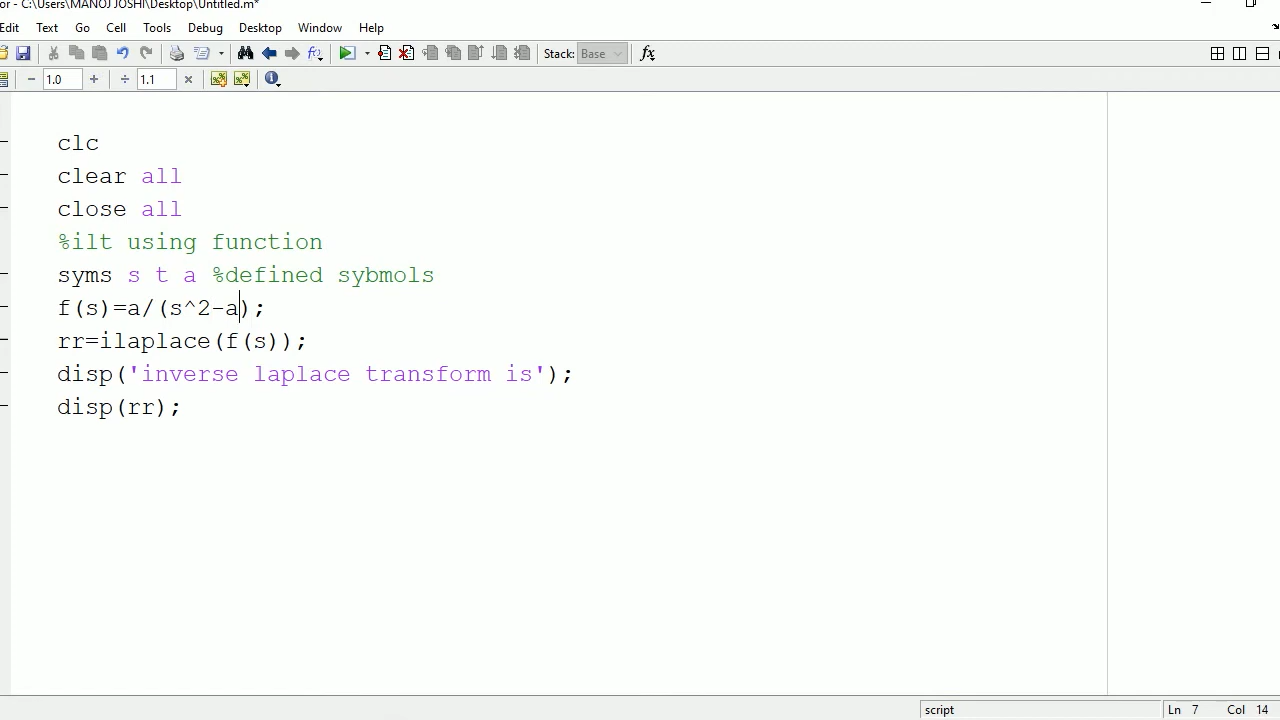 or - C:\Users\MANOJ JOSHI\Desktop\Untitled.m*
Edit Text Go Cell Tools Debug Desktop Window Help
Stack: Base fx
− 1.0 + ÷ 1.1 ×
clc
clear all
close all
%ilt using function
syms s t a %defined sybmols
f(s)=a/(s^2-a);
rr=ilaplace(f(s));
disp('inverse laplace transform is');
disp(rr);
script Ln 7 Col 14